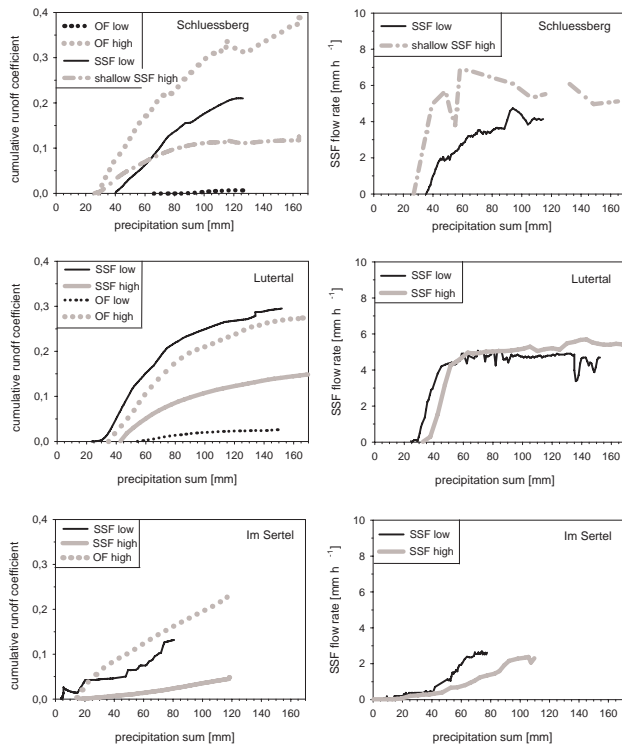 Schluessberg
OF low
OF high
SSF low
shallow SSF high
cumulative runoff coefficient
0,4
0,3
0,2
0,1
0,0
0 20 40 60 80 100 120 140 160
precipitation sum [mm]
Schluessberg
SSF low
shallow SSF high
SSF flow rate [mm h⁻¹]
10
8
6
4
2
0
0 20 40 60 80 100 120 140 160
precipitation sum [mm]
Lutertal
SSF low
SSF high
OF low
OF high
cumulative runoff coefficient
0,4
0,3
0,2
0,1
0,0
0 20 40 60 80 100 120 140 160
precipitation sum [mm]
Lutertal
SSF low
SSF high
SSF flow rate [mm h⁻¹]
10
8
6
4
2
0
0 20 40 60 80 100 120 140 160
precipitation sum [mm]
Im Sertel
SSF low
SSF high
OF high
cumulative runoff coefficient
0,4
0,3
0,2
0,1
0,0
0 20 40 60 80 100 120 140 160
precipitation sum [mm]
Im Sertel
SSF low
SSF high
SSF flow rate [mm h⁻¹]
10
8
6
4
2
0
0 20 40 60 80 100 120 140 160
precipitation sum [mm]